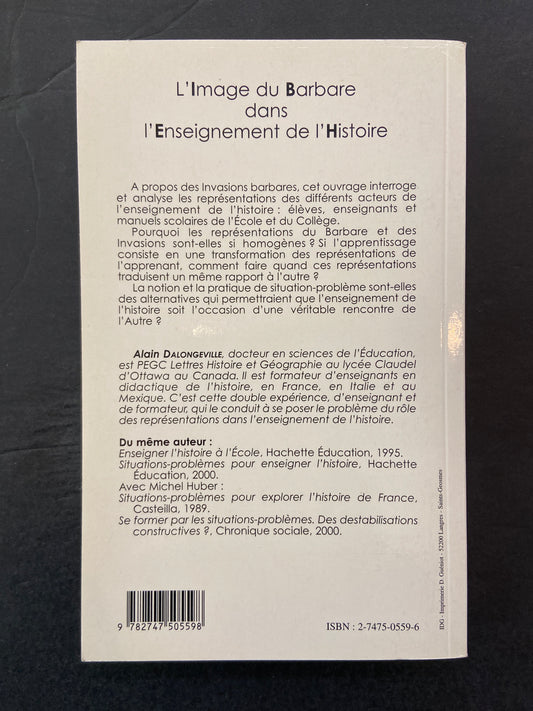 L'Image du Barbare
dans
l'Enseignement de l'Histoire
A propos des Invasions barbares, cet ouvrage interroge
et analyse les représentations des différents acteurs de
l'enseignement de l'histoire : élèves, enseignants et
manuels scolaires de l'École et du Collège.
Pourquoi les représentations du Barbare et des
Invasions sont-elles si homogènes ? Si l'apprentissage
consiste en une transformation des représentations de
l'apprenant, comment faire quand ces représentations
traduisent un même rapport à l'autre ?
La notion et la pratique de situation-problème sont-elles
des alternatives qui permettraient que l'enseignement de
l'histoire soit l'occasion d'une véritable rencontre de
l'Autre ?
Alain DALONGEVILLE, docteur en sciences de l'Éducation,
est PEGC Lettres Histoire et Géographie au lycée Claudel
d'Ottawa au Canada. Il est formateur d'enseignants en
didactique de l'histoire, en France, en Italie et au
Mexique. C'est cette double expérience, d'enseignant et
de formateur, qui le conduit à se poser le problème du rôle
des représentations dans l'enseignement de l'histoire.
Du même auteur :
Enseigner l'histoire à l'École, Hachette Éducation, 1995.
Situations-problèmes pour enseigner l'histoire, Hachette
Éducation, 2000.
Avec Michel Huber :
Situations-problèmes pour explorer l'histoire de France,
Casteilla, 1989.
Se former par les situations-problèmes. Des destabilisations
constructives ?, Chronique sociale, 2000.
9 782747 505598
ISBN : 2-7475-0559-6
IDG - Imprimerie D. Guéniot - 52200 Langres - Saints-Geosmes